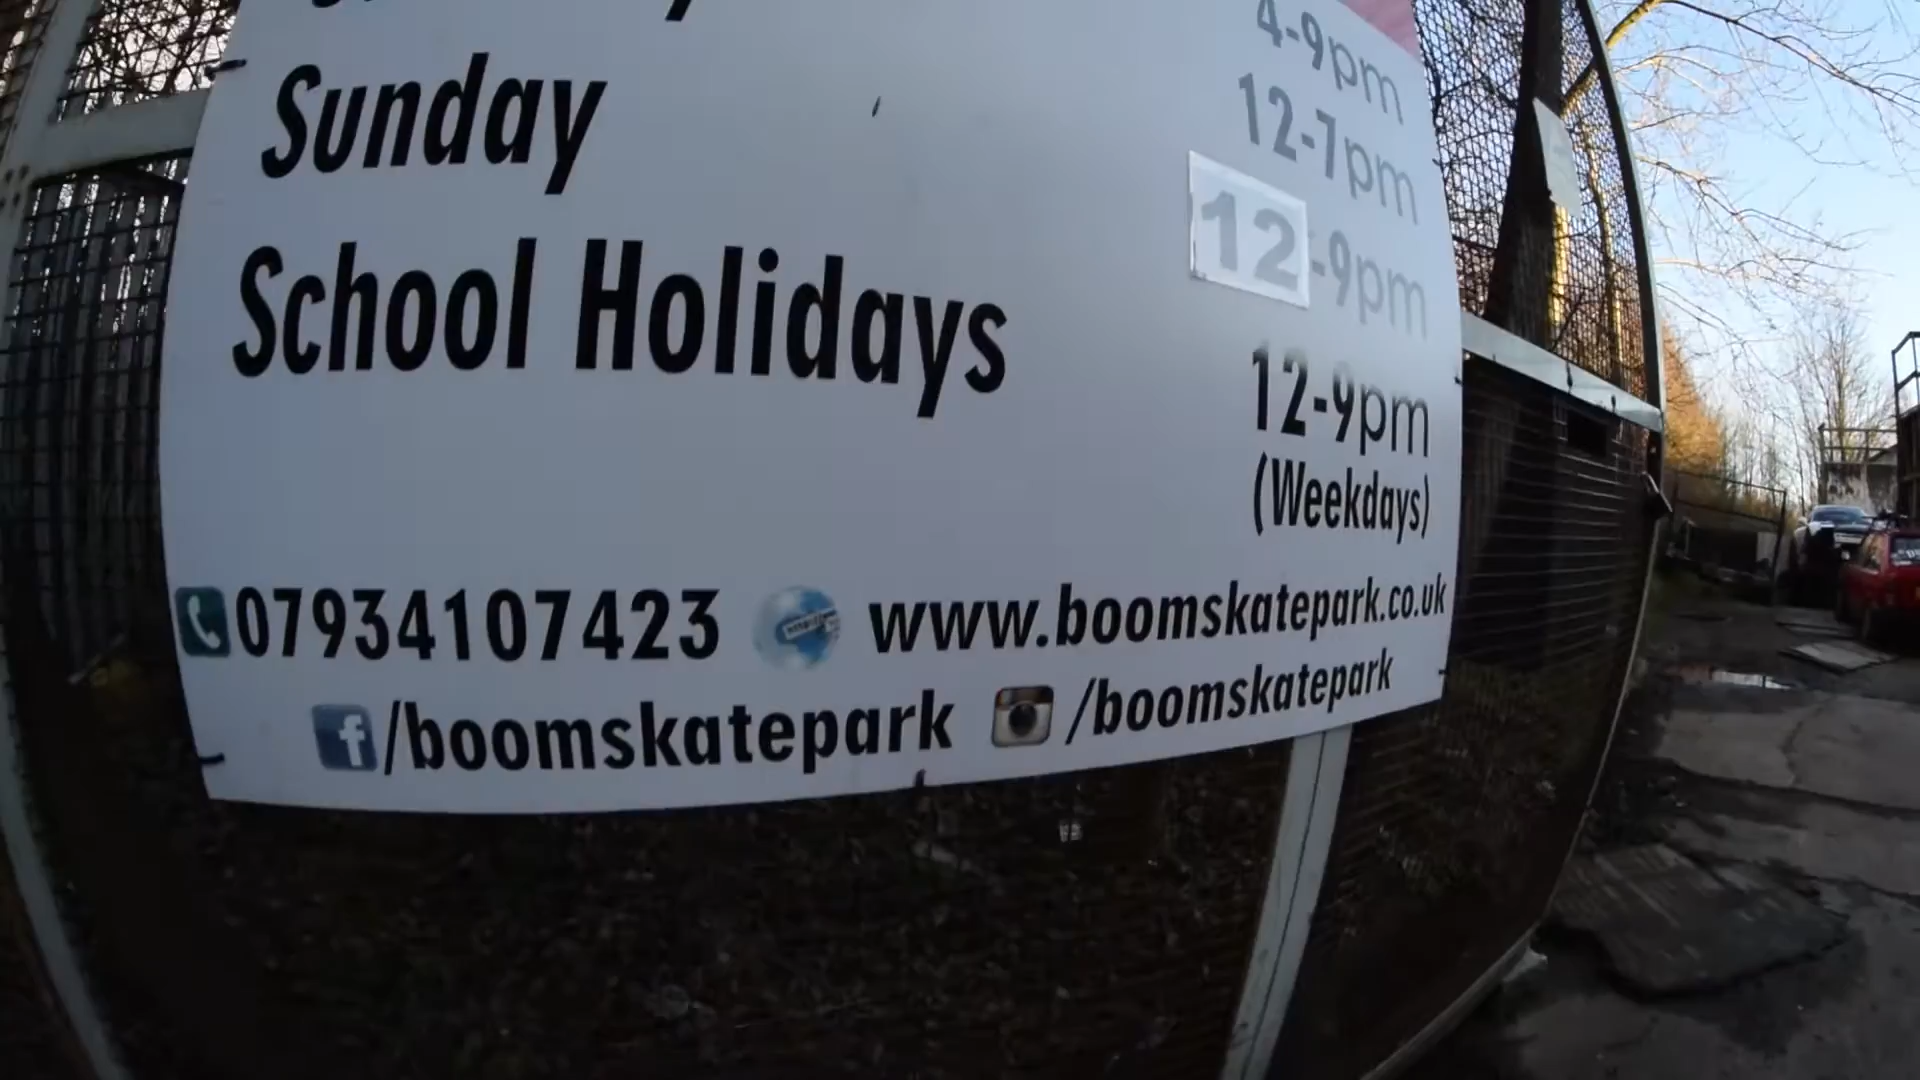 4-9pm
12-7pm
Sunday 12-9pm
School Holidays 12-9pm
(Weekdays)
07934107423 www.boomskatepark.co.uk
/boomskatepark /boomskatepark